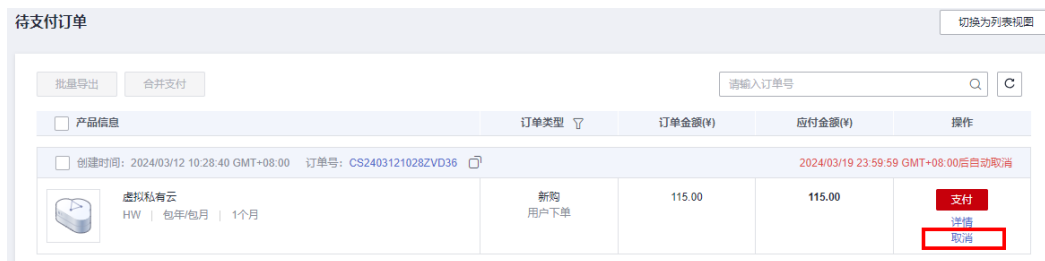 待支付订单
切换为列表视图
批量导出 合并支付 请输入订单号
产品信息 订单类型 订单金额(¥) 应付金额(¥) 操作
创建时间：2024/03/12 10:28:40 GMT+08:00 订单号：CS2403121028ZVD36 2024/03/19 23:59:59 GMT+08:00后自动取消
虚拟私有云 新购 115.00 115.00 支付
HW | 包年/包月 | 1个月 用户下单 详情
取消